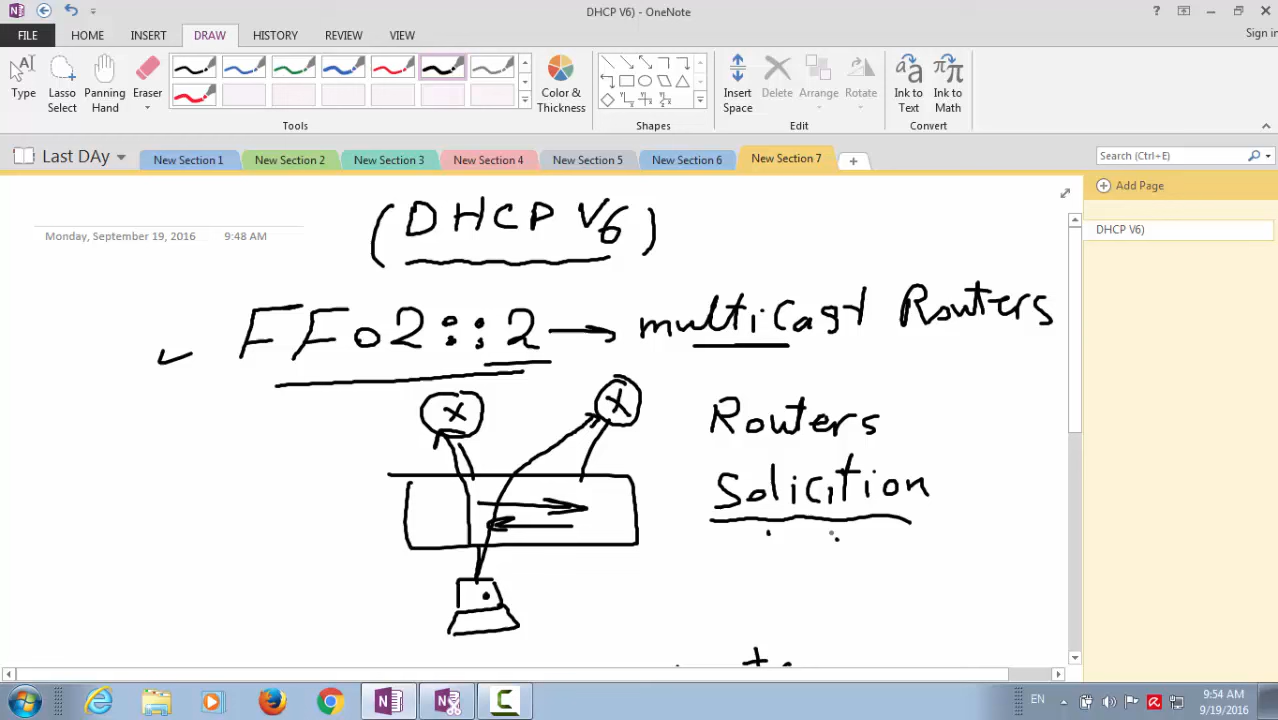 DHCP V6) - OneNote
?
Sign in
FILE HOME INSERT DRAW HISTORY REVIEW VIEW
Type
Lasso Select
Panning Hand
Eraser
Color & Thickness
Insert Space
Delete
Arrange
Rotate
Ink to Text
Ink to Math
Tools Shapes Edit Convert
Last DAy New Section 1 New Section 2 New Section 3 New Section 4 New Section 5 New Section 6 New Section 7
Search (Ctrl+E)
Add Page
DHCP V6)
Monday, September 19, 2016 9:48 AM
(DHCP V6)
FF02::2 multicast Routers
X X
Routers
Solicition
EN
9:54 AM
9/19/2016